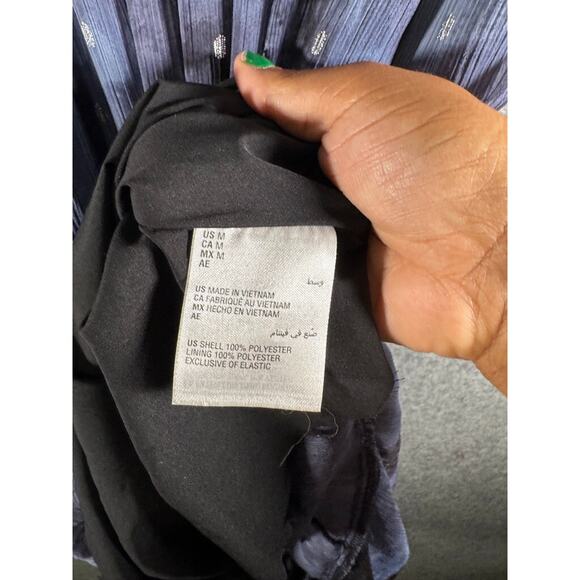 US M
CA M
MX M
AE
وسط
US MADE IN VIETNAM
CA FABRIQUÉ AU VIETNAM
MX HECHO EN VIETNAM
AE
صُنع في فيتنام
US SHELL 100% POLYESTER
LINING 100% POLYESTER
EXCLUSIVE OF ELASTIC